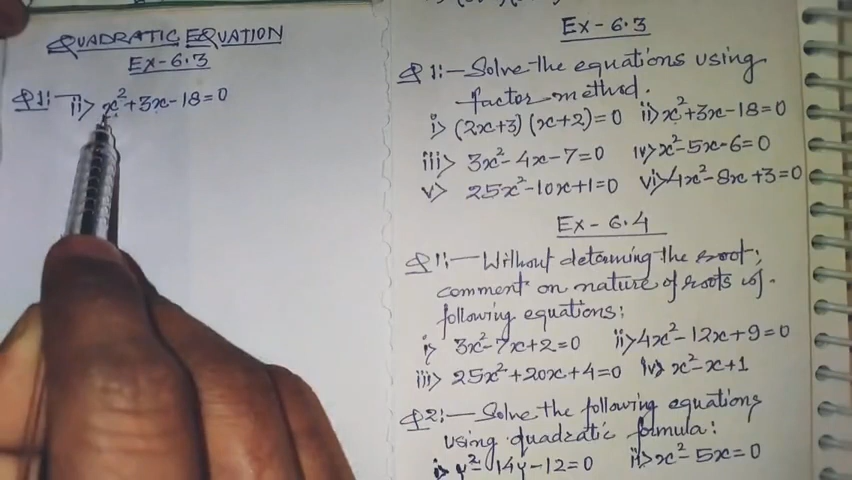 QUADRATIC EQUATION
Ex-6.3
Q1:- ii> x²+3x-18=0
Ex-6.3
Q1:- Solve the equations using
factor method.
i> (2x+3) (x+2)=0 ii> x²+3x-18=0
iii> 3x²-4x-7=0 iv> x²-5x-6=0
v> 25x²-10x+1=0 vi> 4x²-8x+3=0
Ex-6.4
Q1:- Without detarming the root,
comment on nature of roots of
following equations:
i> 3x²-7x+2=0 ii> 4x²-12x+9=0
iii> 25x²+20x+4=0 iv> x²-x+1
Q2:- Solve the following equations
using quadratic formula:
i> y²-14y-12=0 ii> x²-5x=0